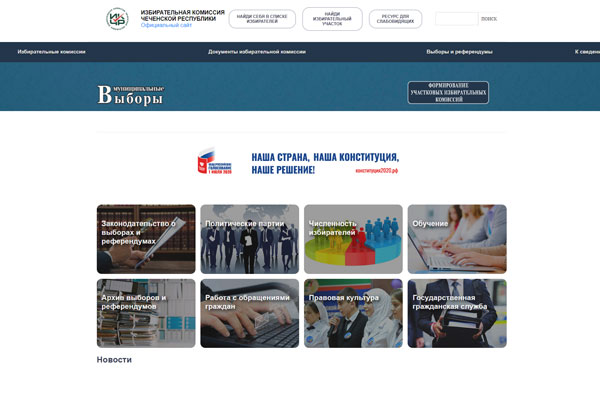 ИЗБИРАТЕЛЬНАЯ КОМИССИЯ
ЧЕЧЕНСКОЙ РЕСПУБЛИКИ
Официальный сайт
НАЙДИ СЕБЯ В СПИСКЕ
ИЗБИРАТЕЛЕЙ
НАЙДИ
ИЗБИРАТЕЛЬНЫЙ
УЧАСТОК
РЕСУРС ДЛЯ
СЛАБОВИДЯЩИХ
ПОИСК
Избирательные комиссии
Документы избирательной комиссии
Выборы и референдумы
К сведени
муниципальные
Выборы
ФОРМИРОВАНИЕ
УЧАСТКОВЫХ ИЗБИРАТЕЛЬНЫХ
КОМИССИЙ
1 ИЮЛЯ 2020
НАША СТРАНА, НАША КОНСТИТУЦИЯ,
НАШЕ РЕШЕНИЕ!
конституция2020.рф
Законодательство о
выборах и
референдумах
Политические партии
Численность
избирателей
Обучение
Архив выборов и
референдумов
Работа с обращениями
граждан
Правовая культура
Государственная
гражданская служба
Новости